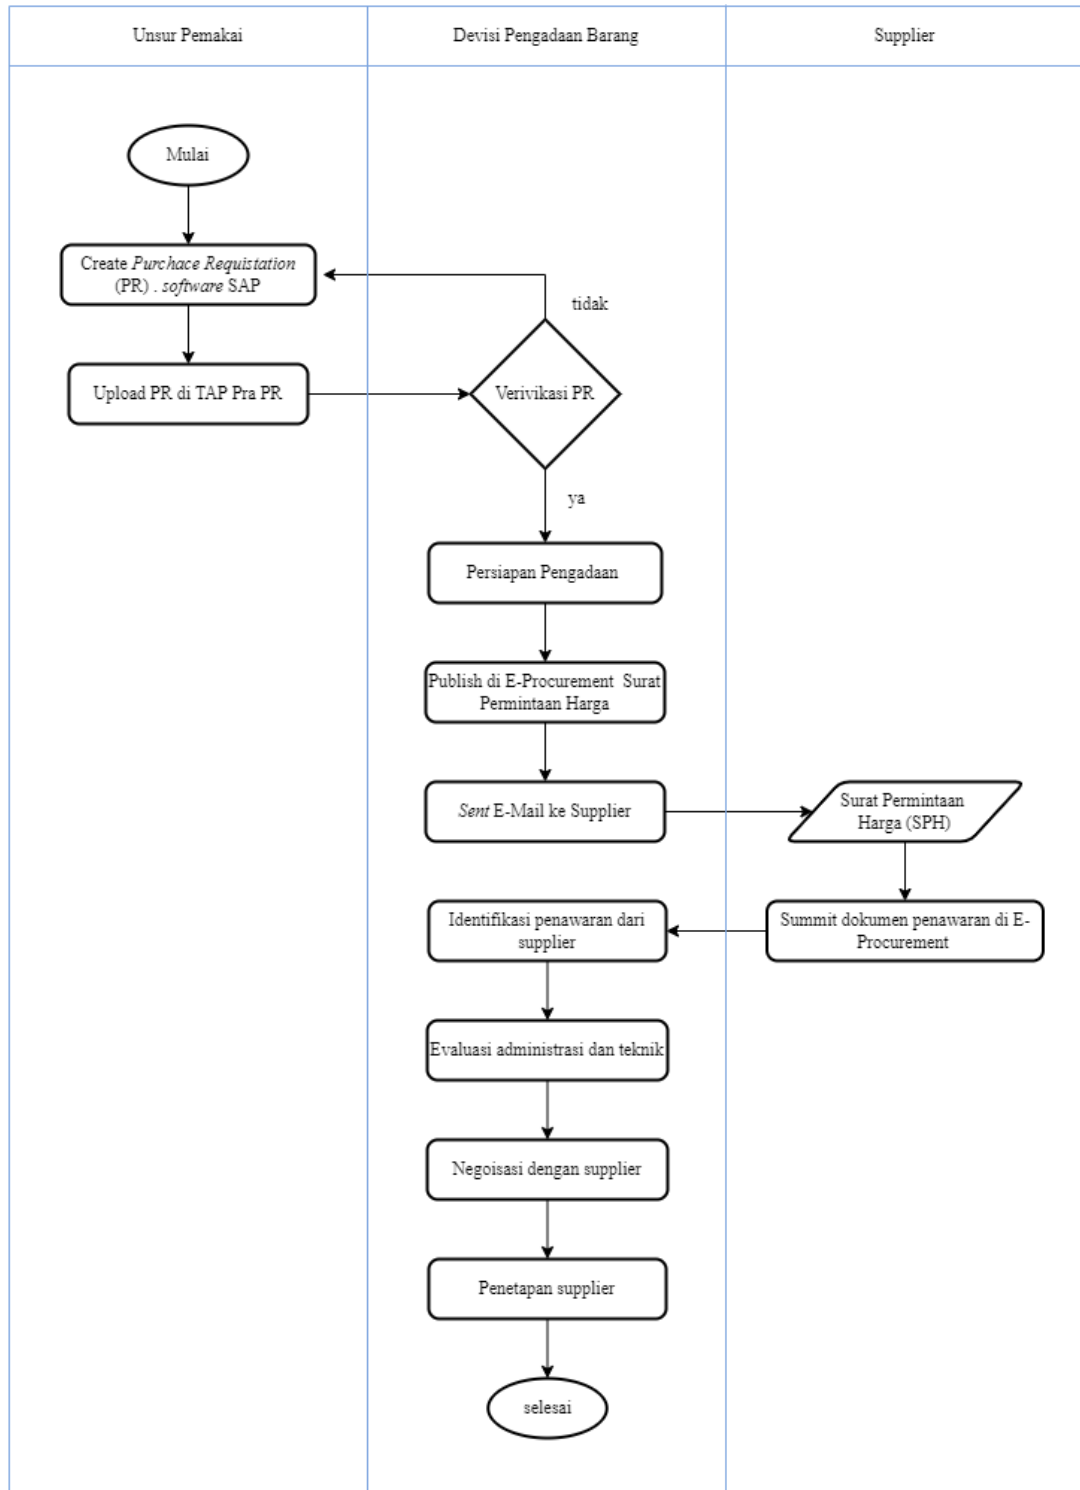 Unsur Pemakai
Devisi Pengadaan Barang
Supplier
Mulai
Create Purchace Requistation
(PR) . software SAP
tidak
Upload PR di TAP Pra PR
Verivikasi PR
ya
Persiapan Pengadaan
Publish di E-Procurement Surat
Permintaan Harga
Sent E-Mail ke Supplier
Surat Permintaan
Harga (SPH)
Summit dokumen penawaran di E-
Procurement
Identifikasi penawaran dari
supplier
Evaluasi administrasi dan teknik
Negoisasi dengan supplier
Penetapan supplier
selesai